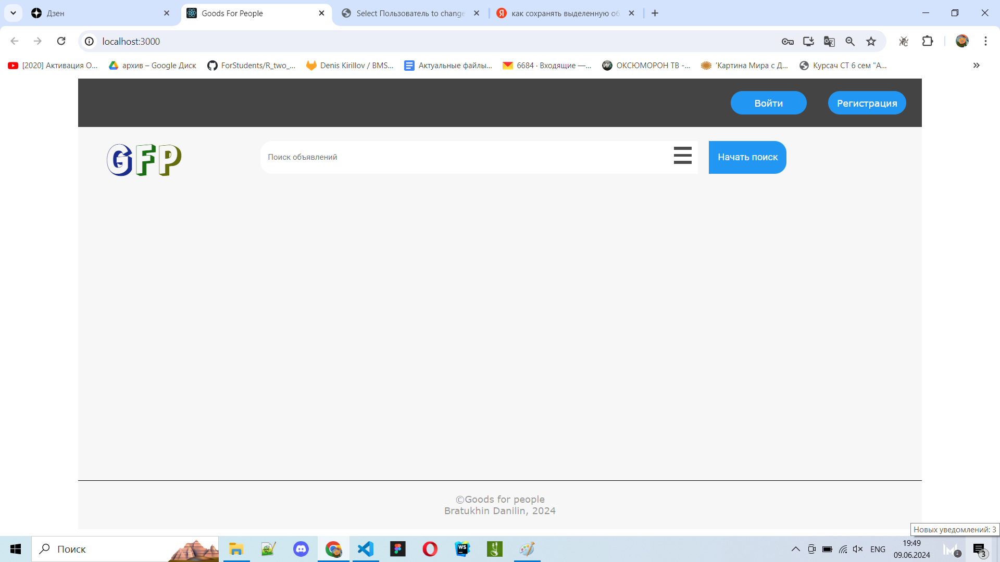 Дзен
Goods For People
Select Пользователь to change
как сохранять выделенную об
localhost:3000
[2020] Активация О...
архив – Google Диск
ForStudents/R_two_...
Denis Kirillov / BMS...
Актуальные файлы...
6684 · Входящие —...
ОКСЮМОРОН ТВ -...
'Картина Мира с Д...
Курсач СТ 6 сем "А...
Войти
Регистрация
GFP
Поиск объявлений
Начать поиск
©Goods for people
Bratukhin Danilin, 2024
Новых уведомлений: 3
Поиск
WS
ENG
19:49
09.06.2024
3
3